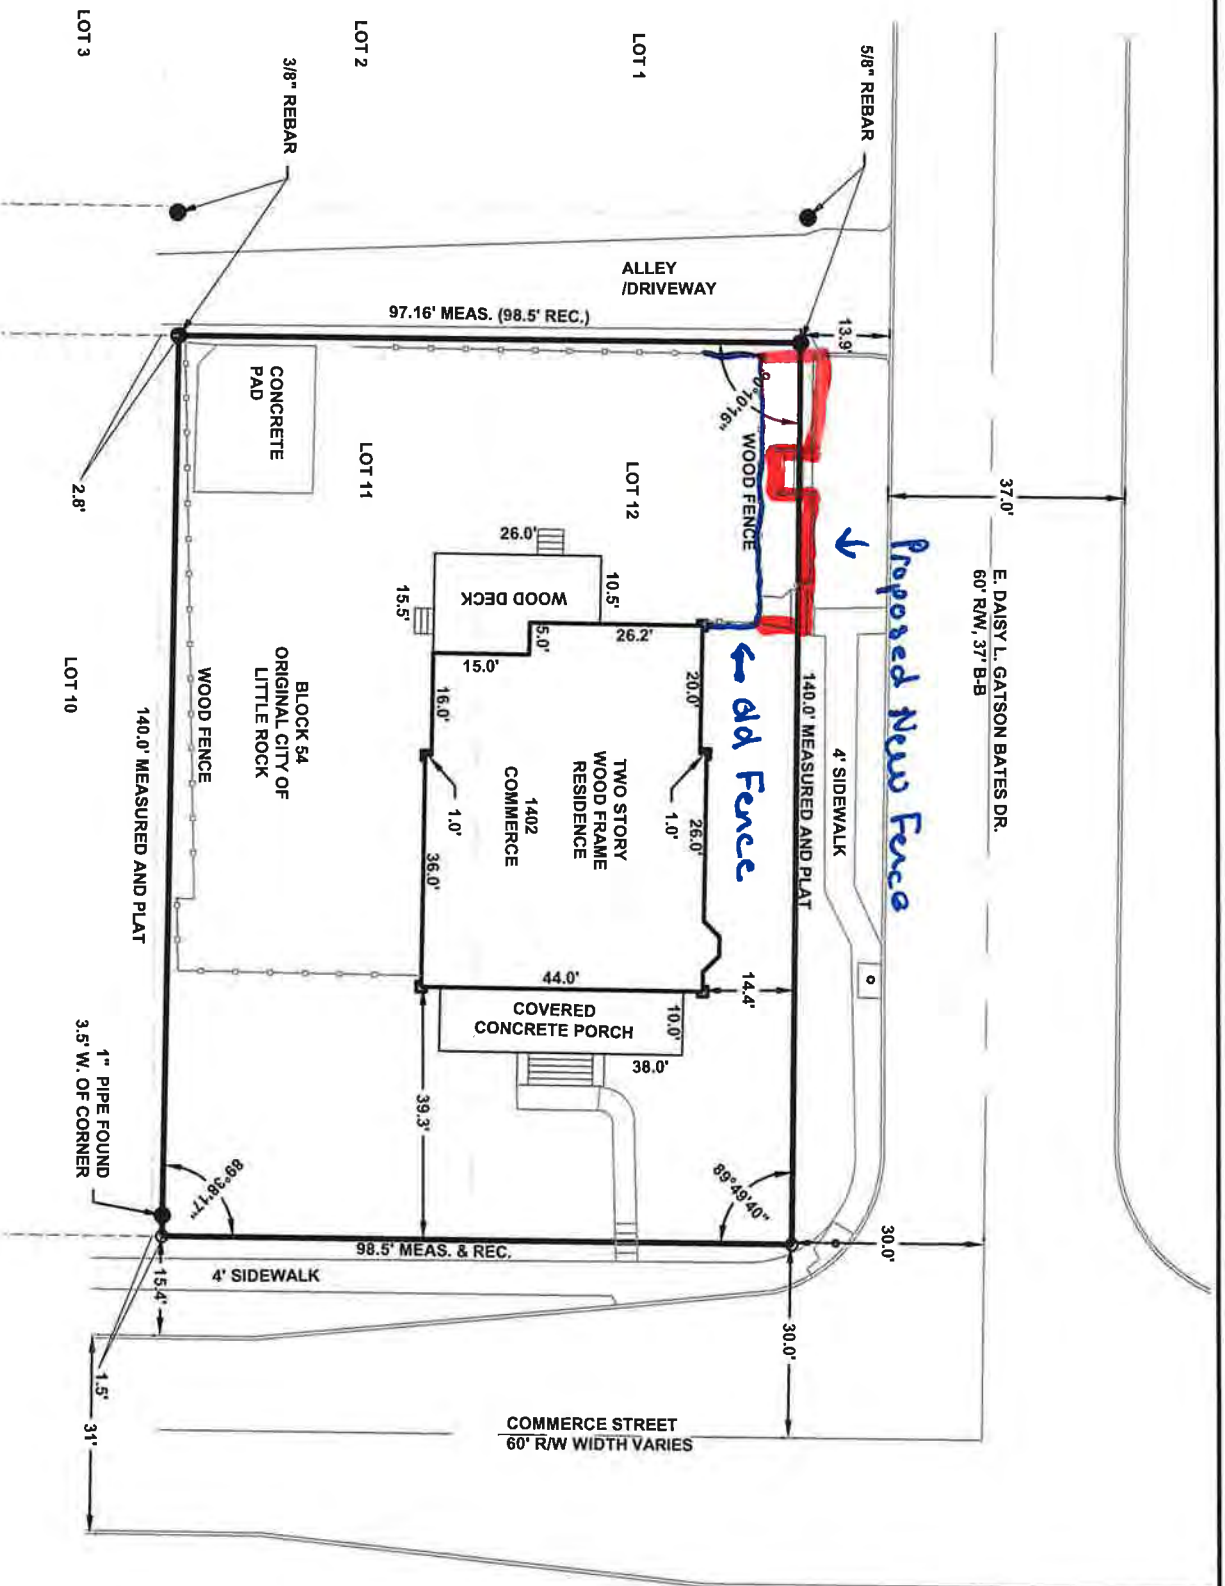 LOT 3
LOT 2
LOT 1
3/8" REBAR
5/8" REBAR
ALLEY
/DRIVEWAY
97.16' MEAS. (98.5' REC.)
13.9'
37.0'
E. DAISY L. GATSON BATES DR.
60' R/W, 37' B-B
CONCRETE
PAD
LOT 11
LOT 12
WOOD FENCE
0°10'16"
2.8'
26.0'
10.5'
WOOD DECK
15.5'
5.0'
26.2'
15.0'
16.0'
20.0'
Proposed New Fence
old Fence
140.0' MEASURED AND PLAT
4' SIDEWALK
LOT 10
BLOCK 54
ORIGINAL CITY OF
LITTLE ROCK
WOOD FENCE
140.0' MEASURED AND PLAT
TWO STORY
WOOD FRAME
RESIDENCE
1402
COMMERCE
1.0'
1.0'
26.0'
36.0'
44.0'
14.4'
COVERED
CONCRETE PORCH
10.0'
38.0'
39.3'
1" PIPE FOUND
3.5' W. OF CORNER
89°38'17"
89°49'40"
30.0'
98.5' MEAS. & REC.
4' SIDEWALK
15.4'
1.5'
30.0'
31'
COMMERCE STREET
60' R/W WIDTH VARIES